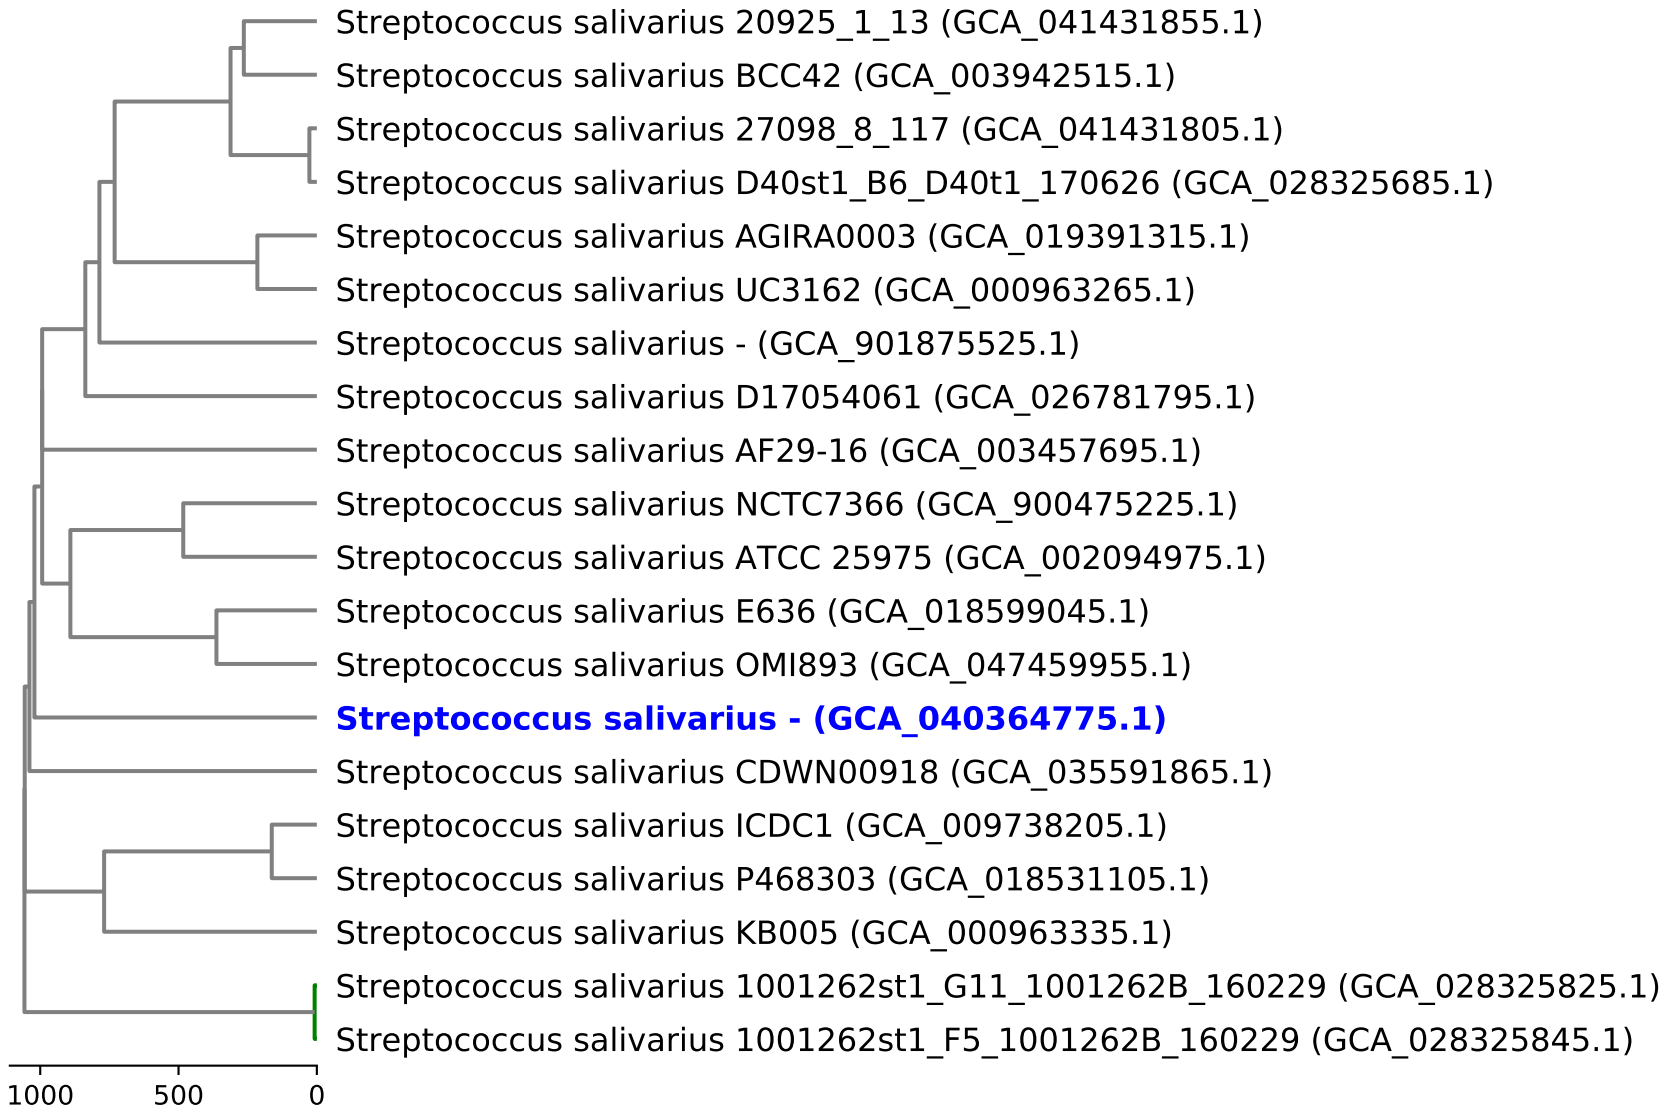 Streptococcus salivarius 20925_1_13 (GCA_041431855.1)
Streptococcus salivarius BCC42 (GCA_003942515.1)
Streptococcus salivarius 27098_8_117 (GCA_041431805.1)
Streptococcus salivarius D40st1_B6_D40t1_170626 (GCA_028325685.1)
Streptococcus salivarius AGIRA0003 (GCA_019391315.1)
Streptococcus salivarius UC3162 (GCA_000963265.1)
Streptococcus salivarius - (GCA_901875525.1)
Streptococcus salivarius D17054061 (GCA_026781795.1)
Streptococcus salivarius AF29-16 (GCA_003457695.1)
Streptococcus salivarius NCTC7366 (GCA_900475225.1)
Streptococcus salivarius ATCC 25975 (GCA_002094975.1)
Streptococcus salivarius E636 (GCA_018599045.1)
Streptococcus salivarius OMI893 (GCA_047459955.1)
Streptococcus salivarius - (GCA_040364775.1)
Streptococcus salivarius CDWN00918 (GCA_035591865.1)
Streptococcus salivarius ICDC1 (GCA_009738205.1)
Streptococcus salivarius P468303 (GCA_018531105.1)
Streptococcus salivarius KB005 (GCA_000963335.1)
Streptococcus salivarius 1001262st1_G11_1001262B_160229 (GCA_028325825.1)
Streptococcus salivarius 1001262st1_F5_1001262B_160229 (GCA_028325845.1)
1000 500 0